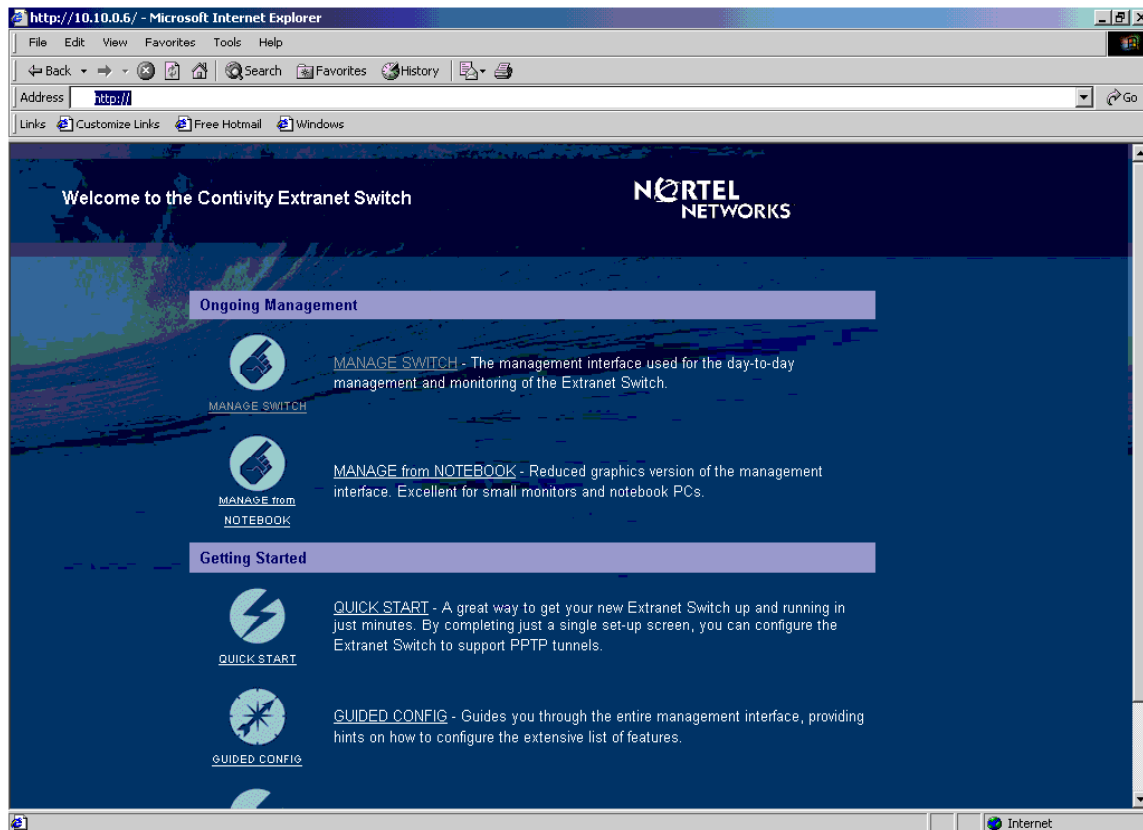 http://10.10.0.6/ - Microsoft Internet Explorer
File Edit View Favorites Tools Help
Back Search Favorites History
Address http:// Go
Links Customize Links Free Hotmail Windows
Welcome to the Contivity Extranet Switch
NORTEL
NETWORKS
Ongoing Management
MANAGE SWITCH
MANAGE SWITCH - The management interface used for the day-to-day
management and monitoring of the Extranet Switch.
MANAGE from
NOTEBOOK
MANAGE from NOTEBOOK - Reduced graphics version of the management
interface. Excellent for small monitors and notebook PCs.
Getting Started
QUICK START
QUICK START - A great way to get your new Extranet Switch up and running in
just minutes. By completing just a single set-up screen, you can configure the
Extranet Switch to support PPTP tunnels.
GUIDED CONFIG
GUIDED CONFIG - Guides you through the entire management interface, providing
hints on how to configure the extensive list of features.
Internet